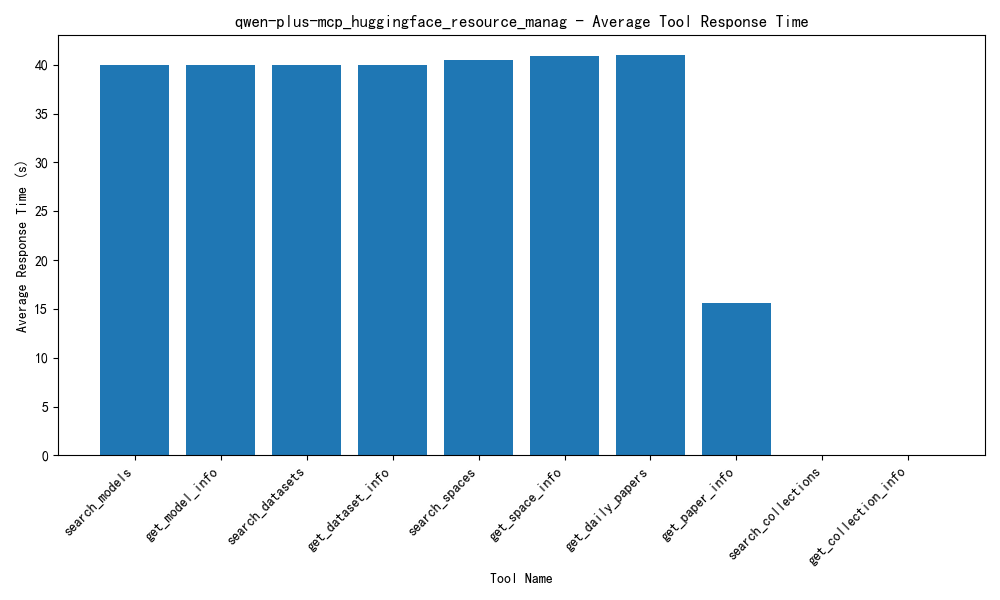 qwen-plus-mcp_huggingface_resource_manag - Average Tool Response Time
Average Response Time (s)
40
35
30
25
20
15
10
5
0
search_models
get_model_info
search_datasets
get_dataset_info
search_spaces
get_space_info
get_daily_papers
get_paper_info
search_collections
get_collection_info
Tool Name